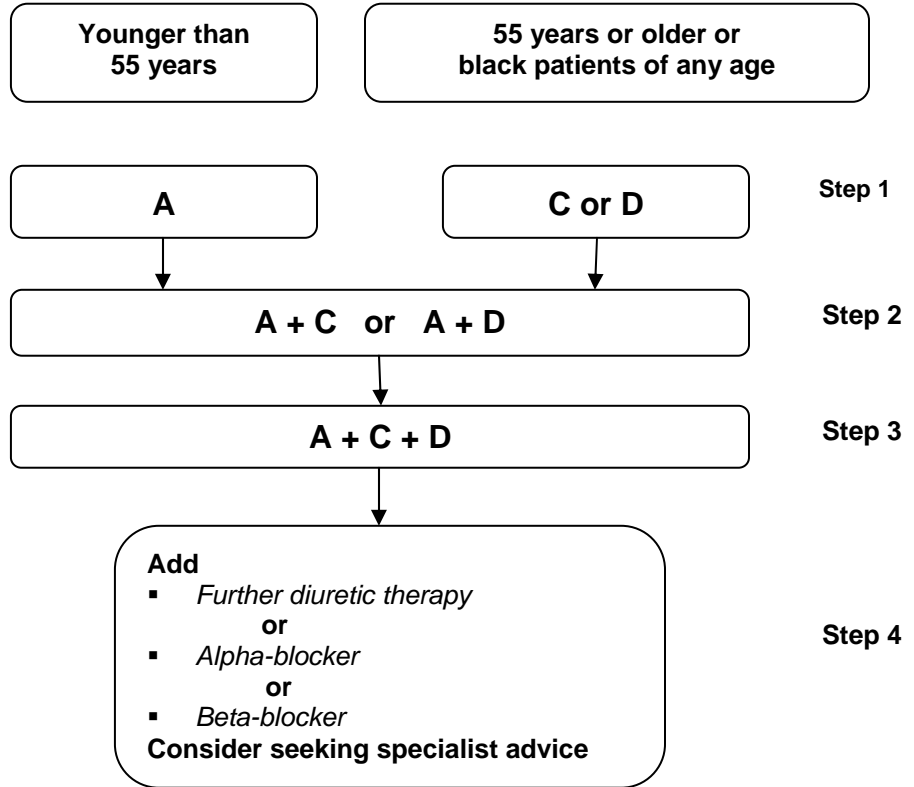 Younger than
55 years
55 years or older or
black patients of any age
A
C or D
Step 1
A + C or A + D
Step 2
A + C + D
Step 3
Add
▪ Further diuretic therapy
or
▪ Alpha-blocker
or
▪ Beta-blocker
Consider seeking specialist advice
Step 4